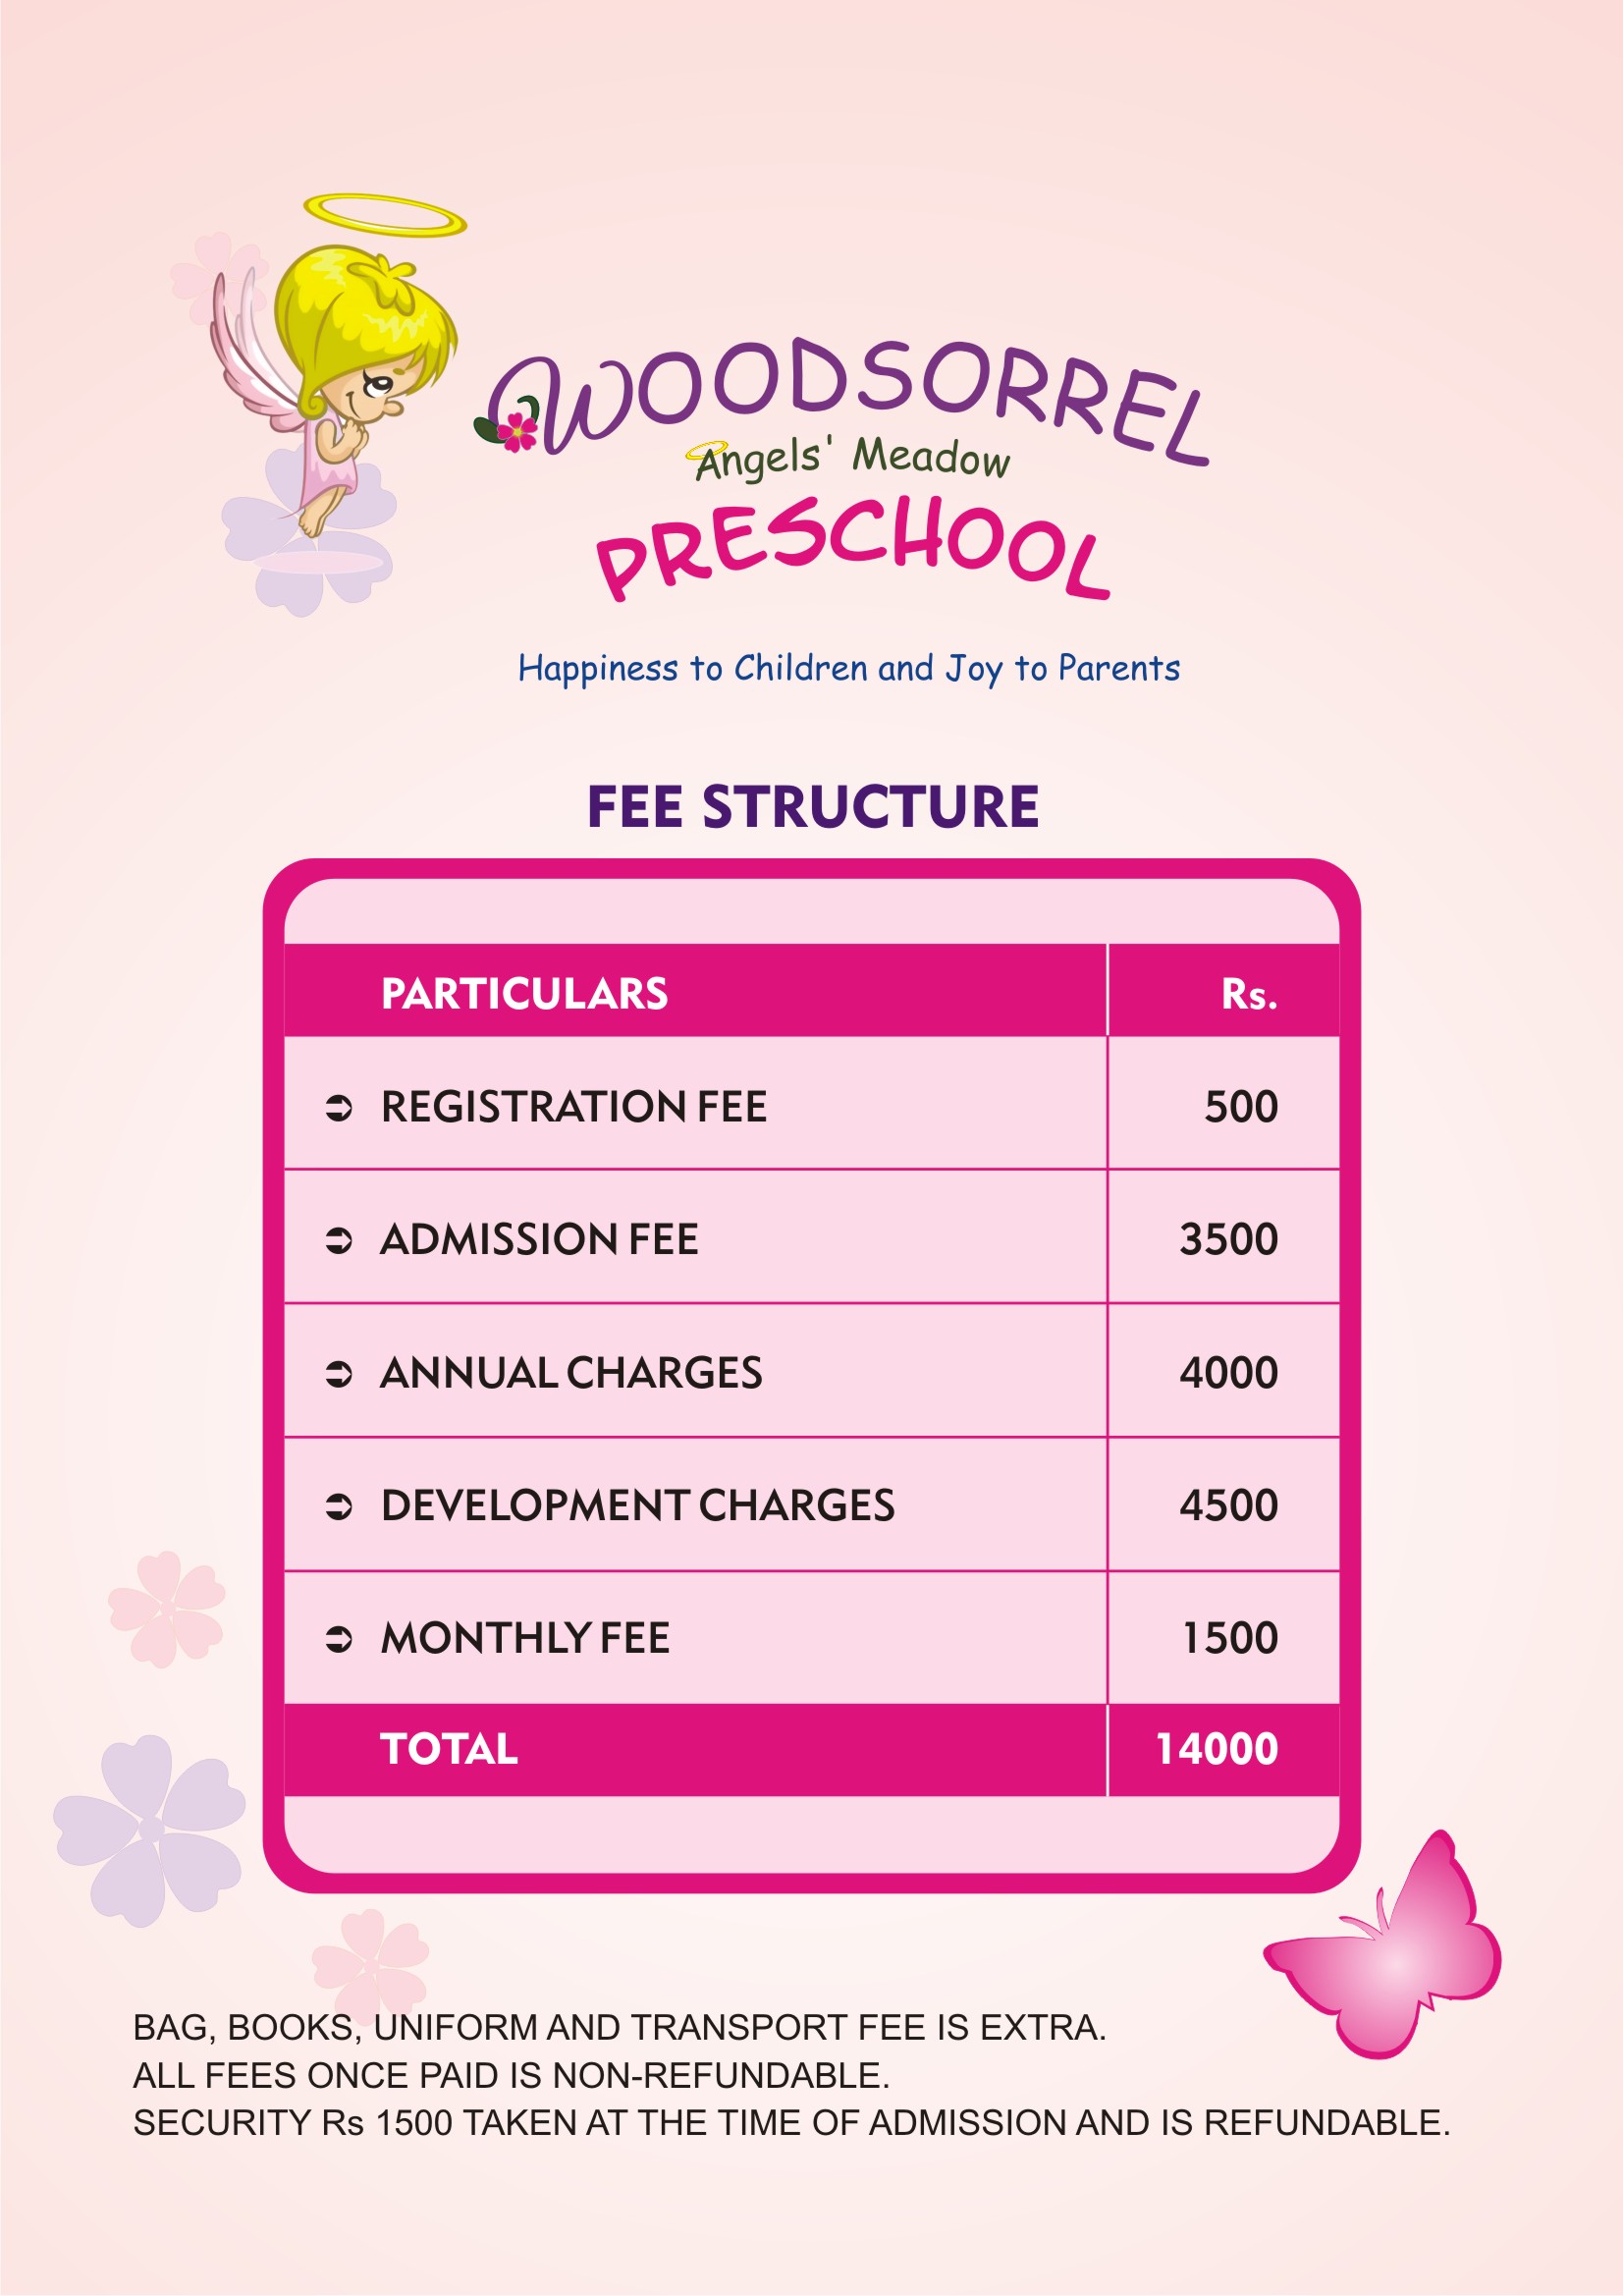 WOODSORREL
Angels' Meadow
PRESCHOOL
Happiness to Children and Joy to Parents
FEE STRUCTURE
PARTICULARS Rs.
➲ REGISTRATION FEE 500
➲ ADMISSION FEE 3500
➲ ANNUAL CHARGES 4000
➲ DEVELOPMENT CHARGES 4500
➲ MONTHLY FEE 1500
TOTAL 14000
BAG, BOOKS, UNIFORM AND TRANSPORT FEE IS EXTRA.
ALL FEES ONCE PAID IS NON-REFUNDABLE.
SECURITY Rs 1500 TAKEN AT THE TIME OF ADMISSION AND IS REFUNDABLE.